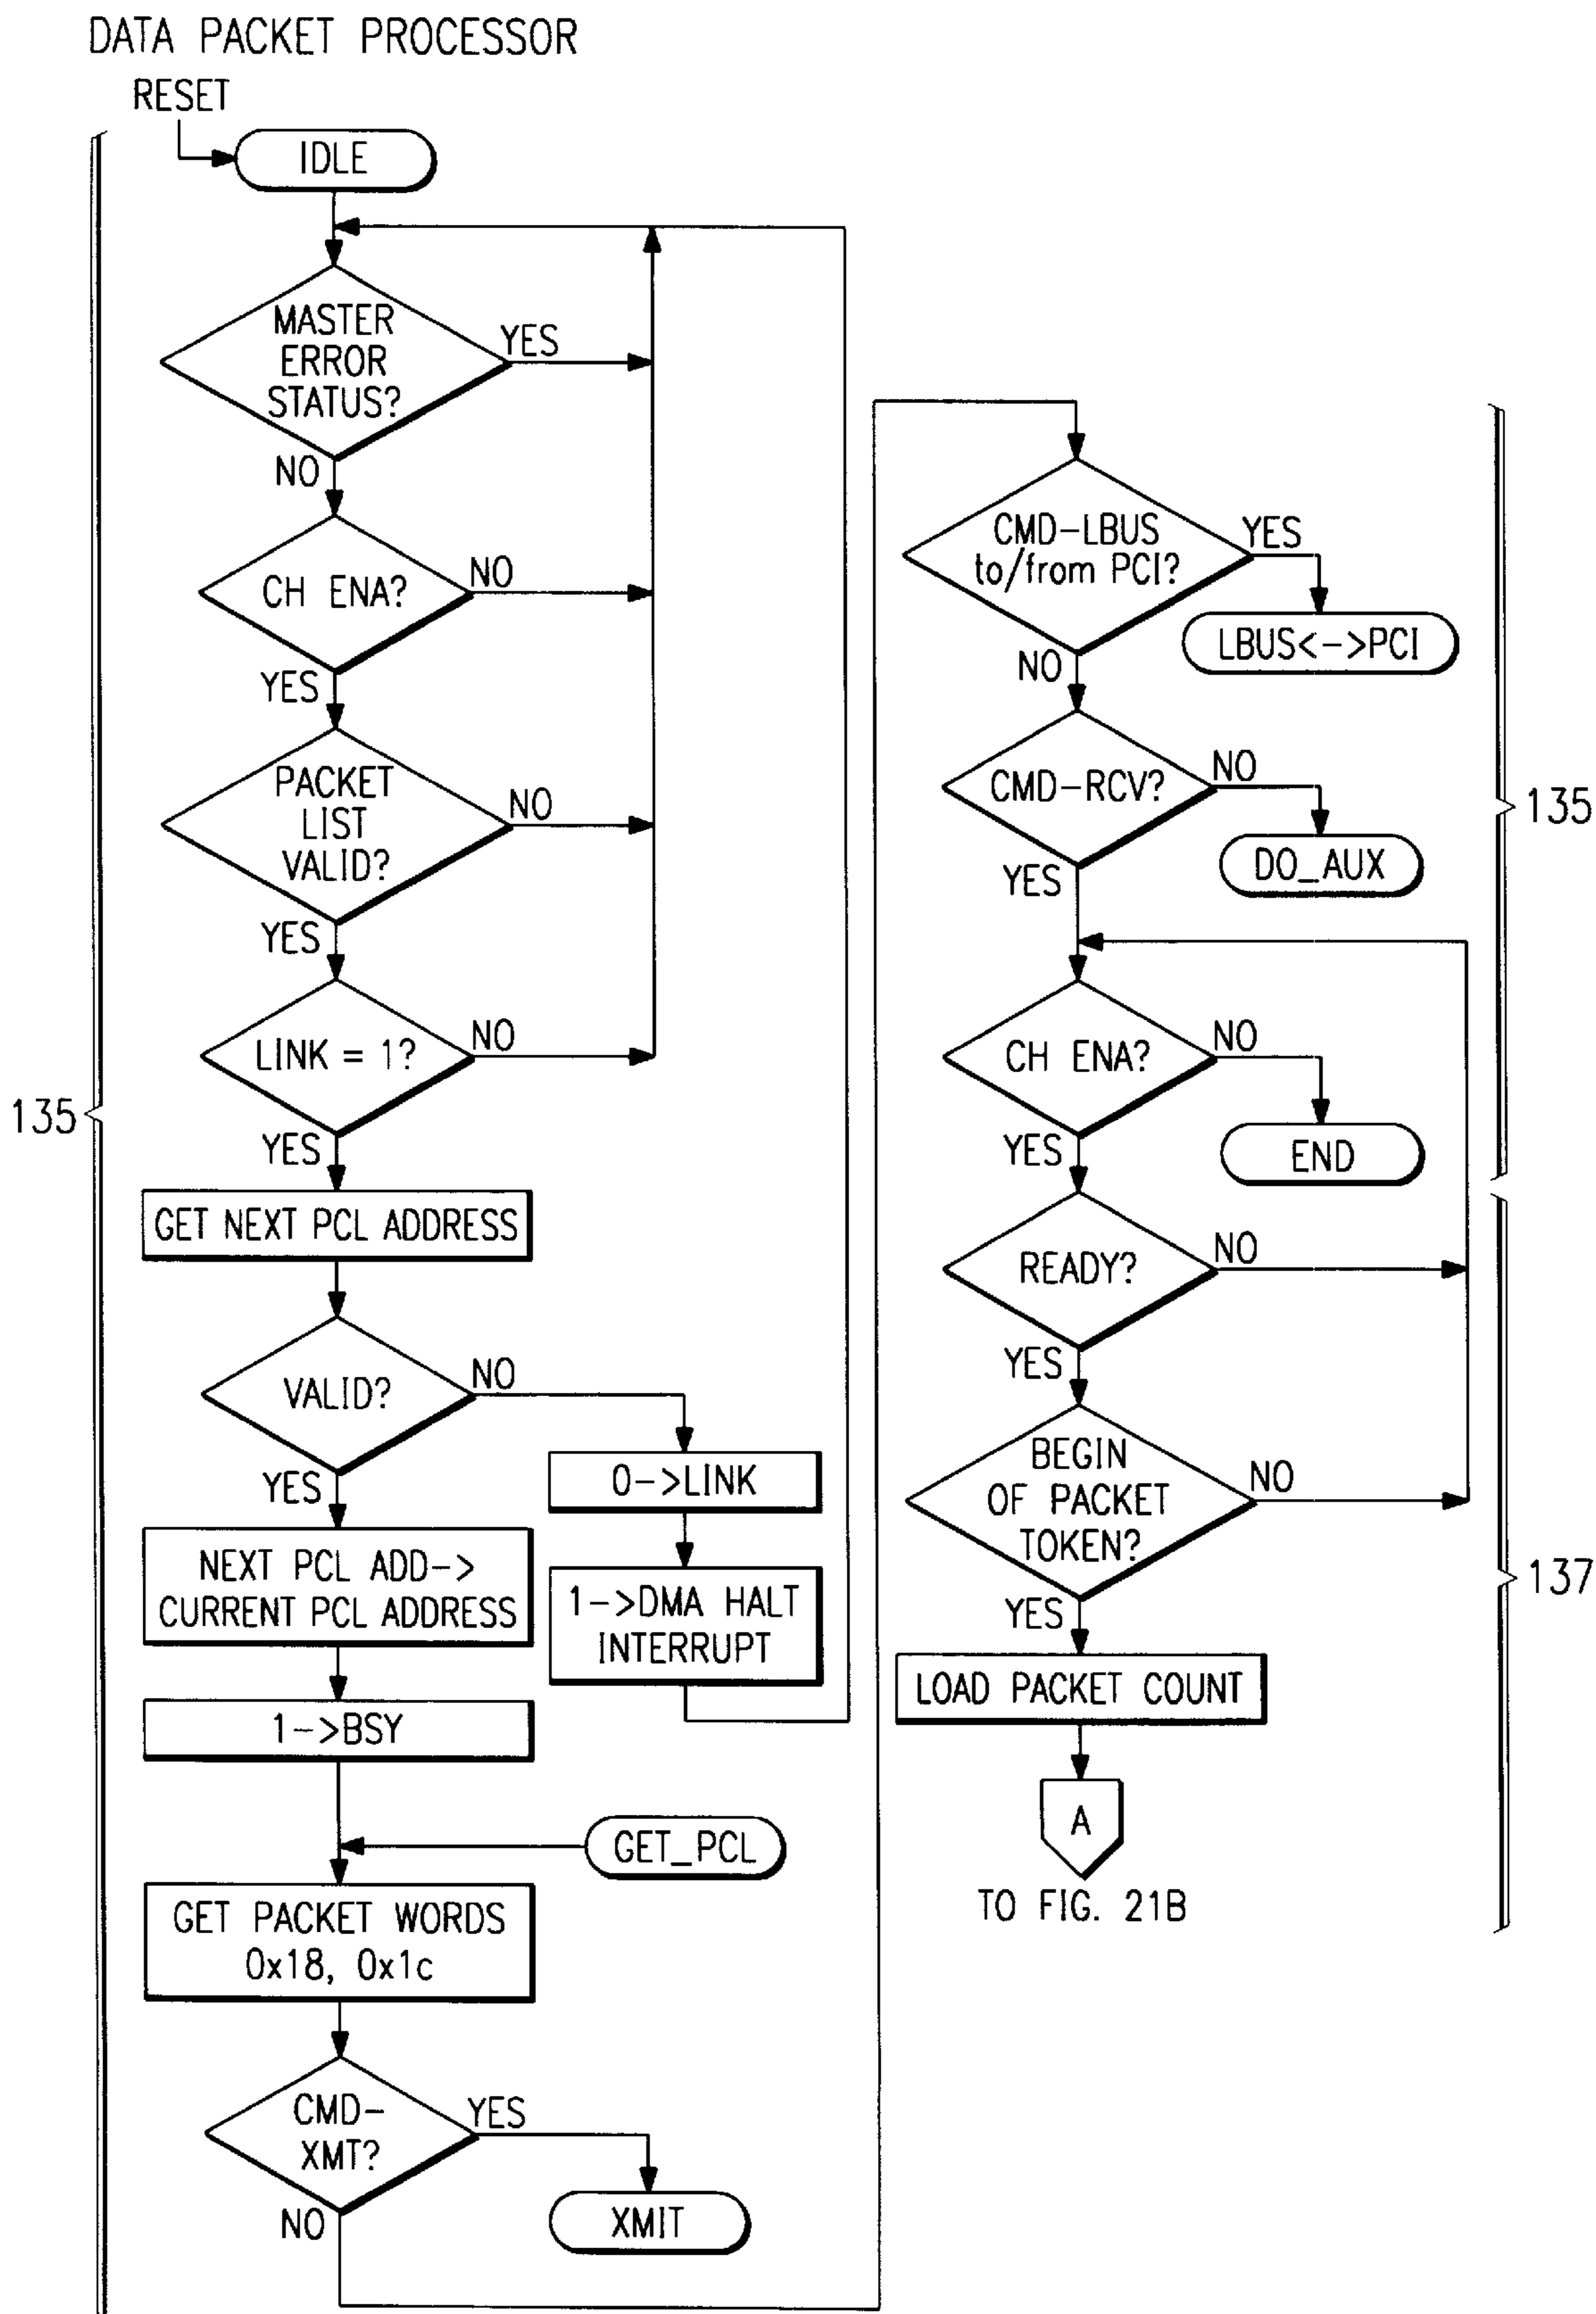 DATA PACKET PROCESSOR
RESET
IDLE
MASTER
ERROR
STATUS?
YES
NO
CH ENA?
NO
YES
PACKET
LIST
VALID?
NO
YES
LINK = 1?
NO
YES
135
GET NEXT PCL ADDRESS
VALID?
NO
YES
0->LINK
1->DMA HALT
INTERRUPT
NEXT PCL ADD->
CURRENT PCL ADDRESS
1->BSY
GET_PCL
GET PACKET WORDS
0x18, 0x1c
CMD-
XMT?
YES
XMIT
NO
CMD-LBUS
to/from PCI?
YES
LBUS<->PCI
NO
CMD-RCV?
NO
DO_AUX
YES
135
CH ENA?
NO
END
YES
READY?
NO
YES
BEGIN
OF PACKET
TOKEN?
NO
YES
137
LOAD PACKET COUNT
A
TO FIG. 21B